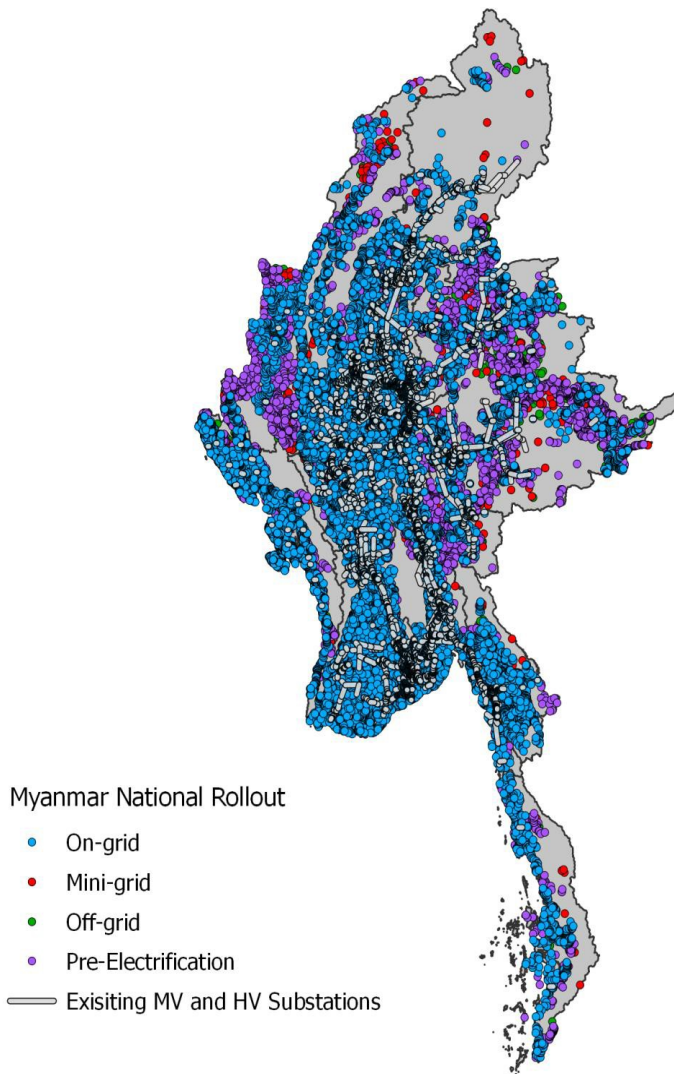 Myanmar National Rollout
On-grid
Mini-grid
Off-grid
Pre-Electrification
Exisiting MV and HV Substations